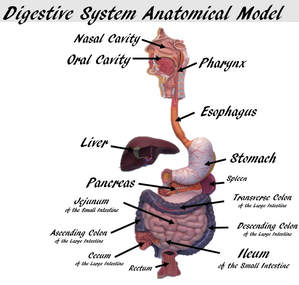 Digestive System Anatomical Model
Nasal Cavity
Oral Cavity
Pharynx
Esophagus
Liver
Stomach
Pancreas
Spleen
Jejunum
of the Small Intestine
Transverse Colon
of the Large Intestine
Ascending Colon
of the Large Intestine
Descending Colon
of the Large Intestine
Cecum
of the Large Intestine
Rectum
Ileum
of the Small Intestine